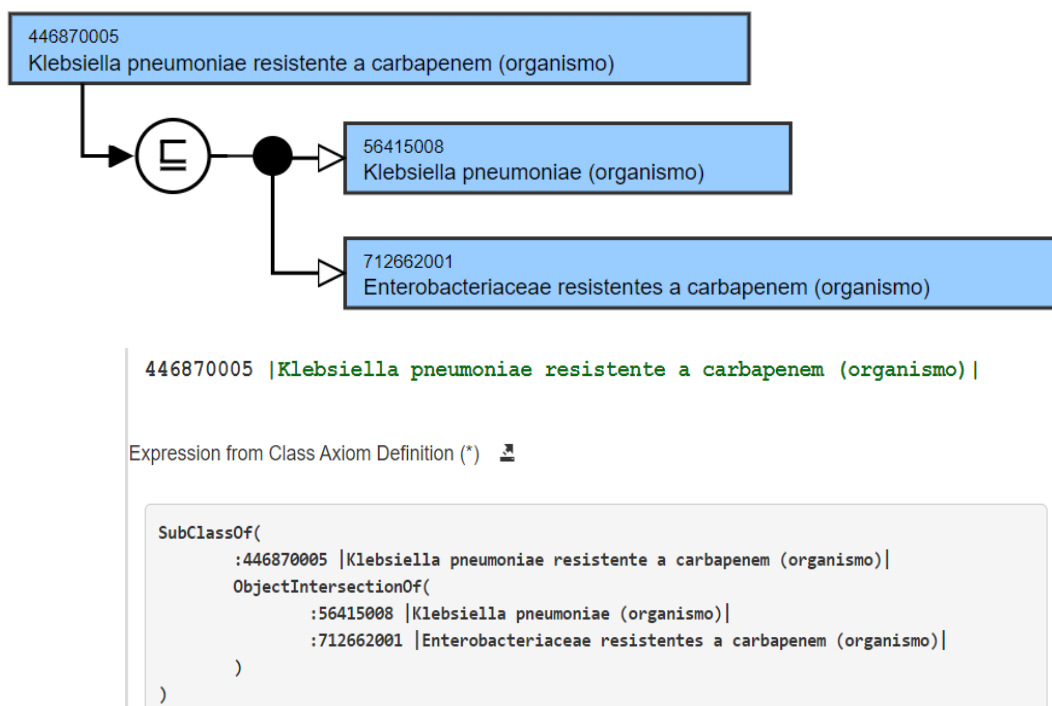 446870005
Klebsiella pneumoniae resistente a carbapenem (organismo)
⊑
56415008
Klebsiella pneumoniae (organismo)
712662001
Enterobacteriaceae resistentes a carbapenem (organismo)
446870005 |Klebsiella pneumoniae resistente a carbapenem (organismo)|
Expression from Class Axiom Definition (*)
SubClassOf(
:446870005 |Klebsiella pneumoniae resistente a carbapenem (organismo)|
ObjectIntersectionOf(
:56415008 |Klebsiella pneumoniae (organismo)|
:712662001 |Enterobacteriaceae resistentes a carbapenem (organismo)|
)
)